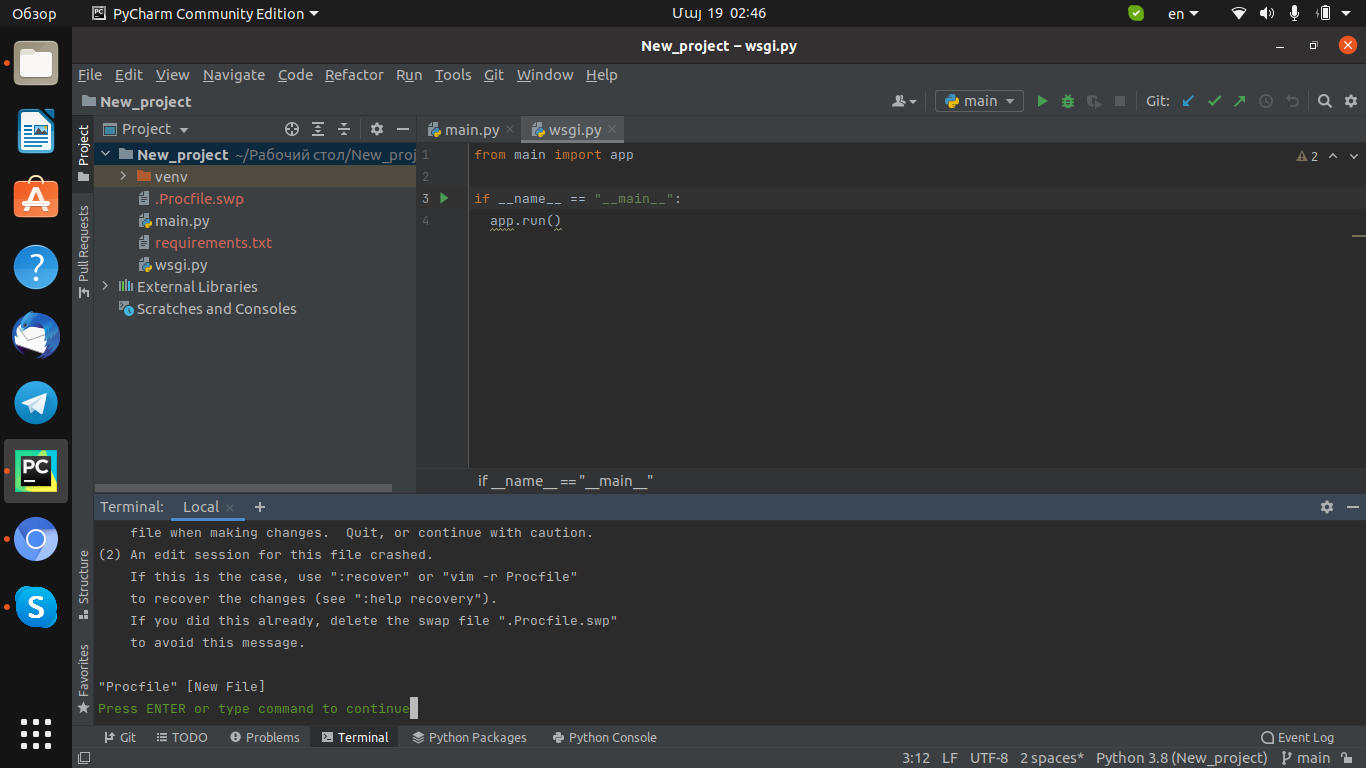 Обзор PyCharm Community Edition Մայ 19 02:46 en
New_project – wsgi.py
File Edit View Navigate Code Refactor Run Tools Git Window Help
New_project main Git:
Project main.py wsgi.py
New_project ~/Рабочий стол/New_proj
venv
.Procfile.swp
main.py
requirements.txt
wsgi.py
External Libraries
Scratches and Consoles
Project
Pull Requests
Structure
Favorites
1 from main import app
2
3 if __name__ == "__main__":
4 app.run()
2
if __name__ == "__main__"
Terminal: Local
file when making changes. Quit, or continue with caution.
(2) An edit session for this file crashed.
If this is the case, use ":recover" or "vim -r Procfile"
to recover the changes (see ":help recovery").
If you did this already, delete the swap file ".Procfile.swp"
to avoid this message.
"Procfile" [New File]
Press ENTER or type command to continue
Git TODO Problems Terminal Python Packages Python Console Event Log
3:12 LF UTF-8 2 spaces* Python 3.8 (New_project) main